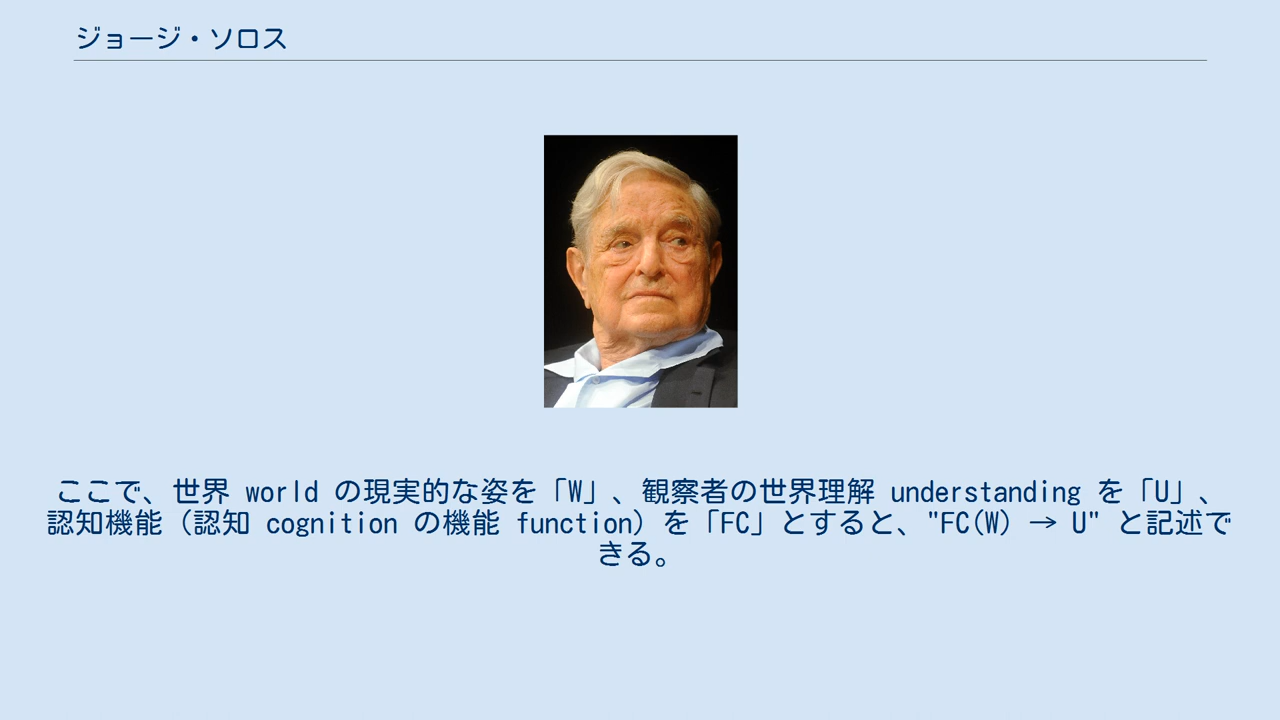 ジョージ・ソロス
ここで、世界 world の現実的な姿を「W」、観察者の世界理解 understanding を「U」、
認知機能（認知 cognition の機能 function）を「FC」とすると、"FC(W) → U" と記述で
きる。